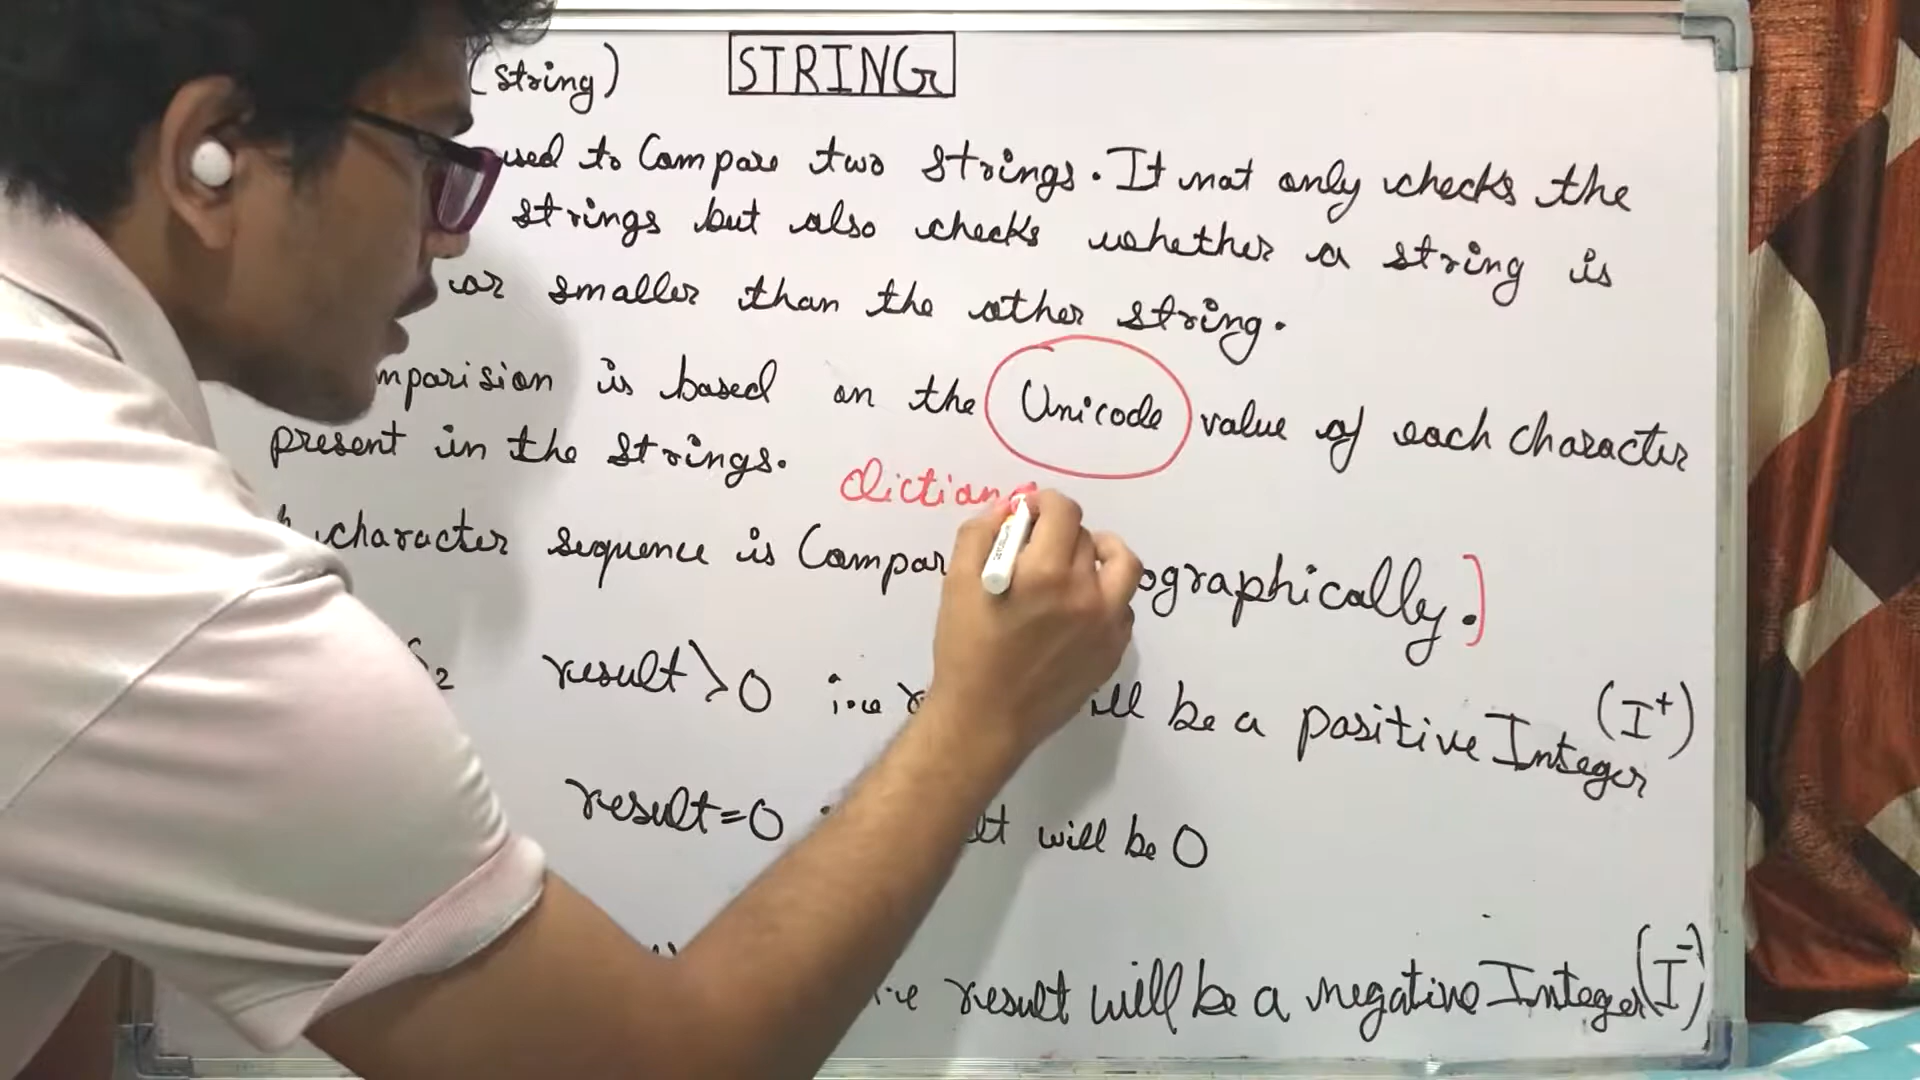 (string) STRING
used to Compare two strings. It not only checks the
strings but also checks whether a string is
or smaller than the other string.
mparision is based on the Unicode value of each character
present in the strings.
diction
character sequence is Compar ographically.]
S2 result>0 i.e r ill be a positive Integer (I+)
result=0 lt will be 0
i.e result will be a negative Integer (I-)